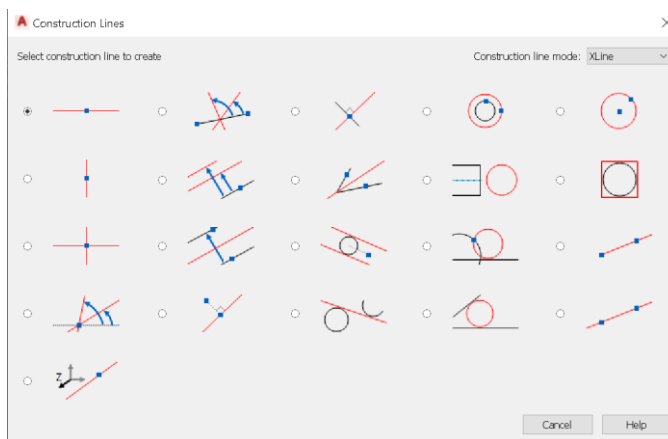 Construction Lines
Select construction line to create
Construction line mode: XLine
Z
Cancel
Help